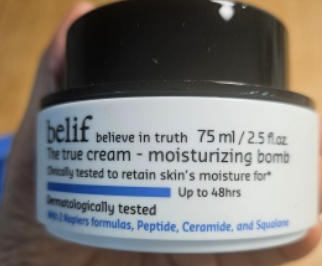 belif believe in truth 75 ml / 2.5 fl.oz.
The true cream - moisturizing bomb
Clinically tested to retain skin's moisture for*
Up to 48hrs
Dermatologically tested
With 2 Napiers formulas, Peptide, Ceramide, and Squalane